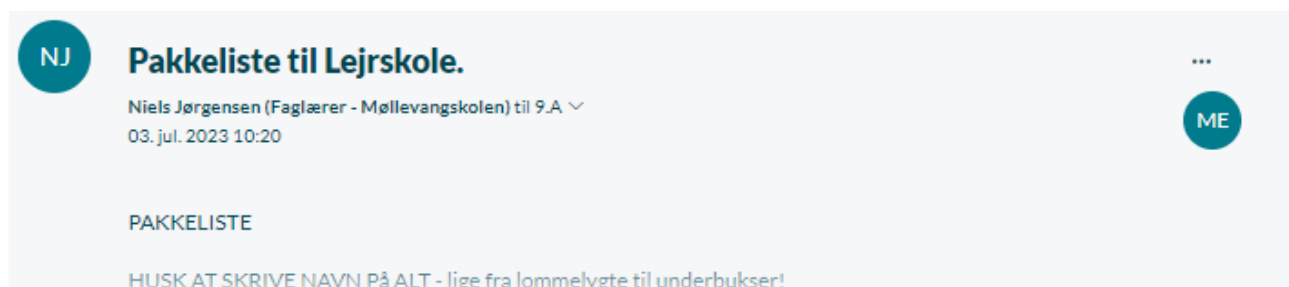 NJ
Pakkeliste til Lejrskole.
...
Niels Jørgensen (Faglærer - Møllevangskolen) til 9.A
ME
03. jul. 2023 10:20
PAKKELISTE
HUSK AT SKRIVE NAVN På ALT - lige fra lommelygte til underbukser!